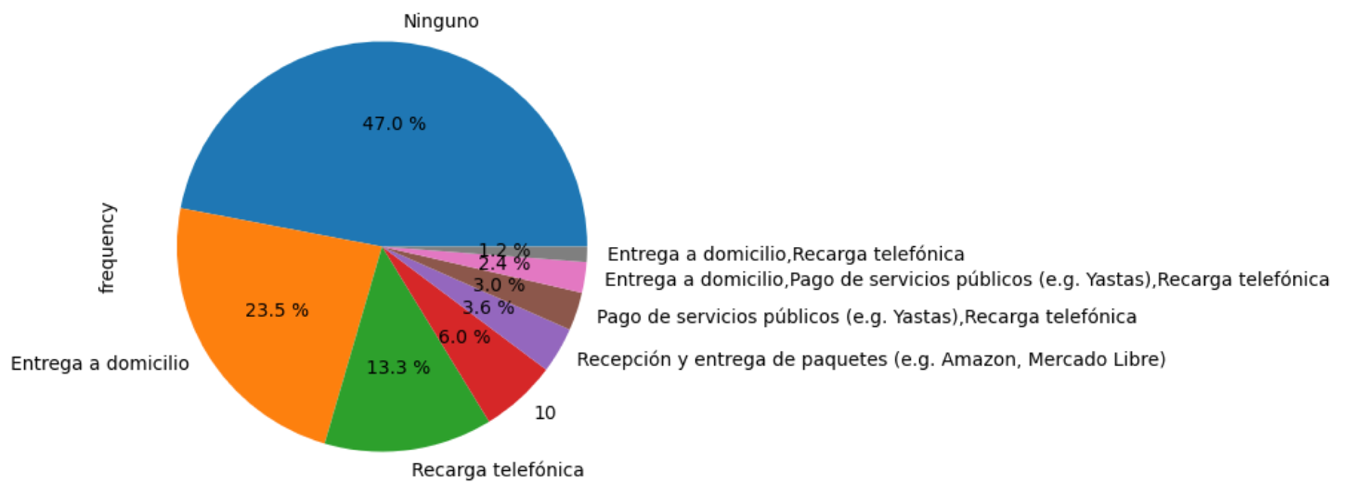 Ninguno
47.0 %
frequency
1.2 %
Entrega a domicilio,Recarga telefónica
2.4 %
Entrega a domicilio,Pago de servicios públicos (e.g. Yastas),Recarga telefónica
3.0 %
Pago de servicios públicos (e.g. Yastas),Recarga telefónica
3.6 %
Recepción y entrega de paquetes (e.g. Amazon, Mercado Libre)
23.5 %
6.0 %
Entrega a domicilio
13.3 %
10
Recarga telefónica